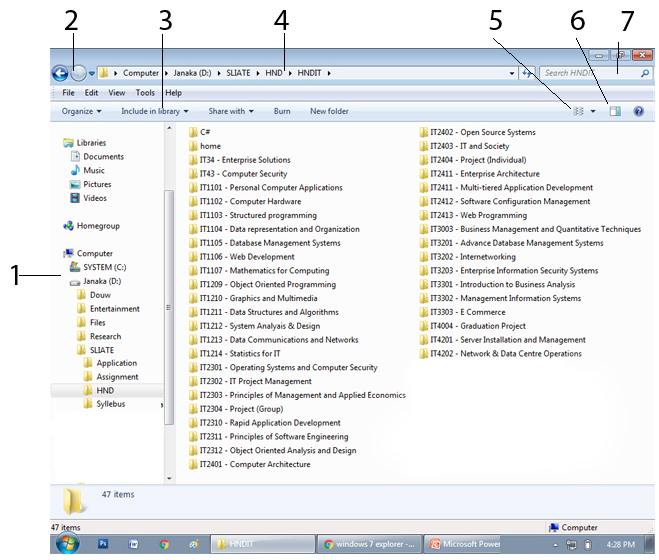 2 3 4 5 6 7
Computer ▸ Janaka (D:) ▸ SLIATE ▸ HND ▸ HNDIT ▸
Search HNDIT
File Edit View Tools Help
Organize Include in library Share with Burn New folder
1
Libraries
Documents
Music
Pictures
Videos
Homegroup
Computer
SYSTEM (C:)
Janaka (D:)
Douw
Entertainment
Files
Research
SLIATE
Application
Assignment
HND
Syllebus
C#
home
IT34 - Enterprise Solutions
IT43 - Computer Security
IT1101 - Personal Computer Applications
IT1102 - Computer Hardware
IT1103 - Structured programming
IT1104 - Data representation and Organization
IT1105 - Database Management Systems
IT1106 - Web Development
IT1107 - Mathematics for Computing
IT1209 - Object Oriented Programming
IT1210 - Graphics and Multimedia
IT1211 - Data Structures and Algorithms
IT1212 - System Analysis & Design
IT1213 - Data Communications and Networks
IT1214 - Statistics for IT
IT2301 - Operating Systems and Computer Security
IT2302 - IT Project Management
IT2303 - Principles of Management and Applied Economics
IT2304 - Project (Group)
IT2310 - Rapid Application Development
IT2311 - Principles of Software Engineering
IT2312 - Object Oriented Analysis and Design
IT2401 - Computer Architecture
IT2402 - Open Source Systems
IT2403 - IT and Society
IT2404 - Project (Individual)
IT2411 - Enterprise Architecture
IT2411 - Multi-tiered Application Development
IT2412 - Software Configuration Management
IT2413 - Web Programming
IT3003 - Business Management and Quantitative Techniques
IT3201 - Advance Database Management Systems
IT3202 - Internetworking
IT3203 - Enterprise Information Security Systems
IT3301 - Introduction to Business Analysis
IT3302 - Management Information Systems
IT3303 - E Commerce
IT4004 - Graduation Project
IT4201 - Server Installation and Management
IT4202 - Network & Data Centre Operations
47 items
47 items Computer
HNDIT windows 7 explorer -... Microsoft Power 4:28 PM